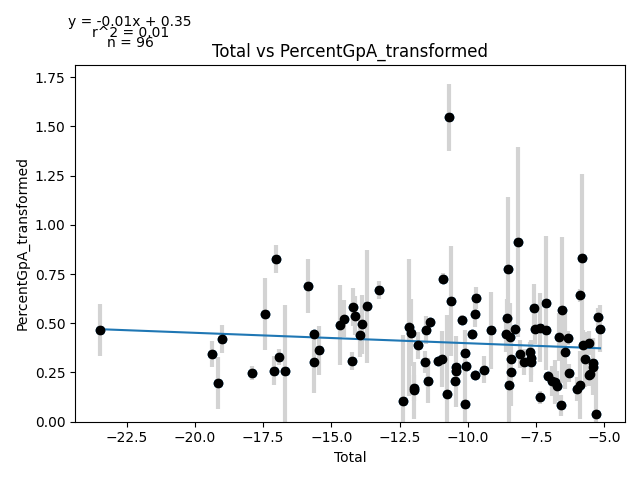 y = -0.01x + 0.35
r^2 = 0.01
n = 96
Total vs PercentGpA_transformed
1.75
1.50
1.25
1.00
0.75
0.50
0.25
0.00
PercentGpA_transformed
−22.5 −20.0 −17.5 −15.0 −12.5 −10.0 −7.5 −5.0
Total